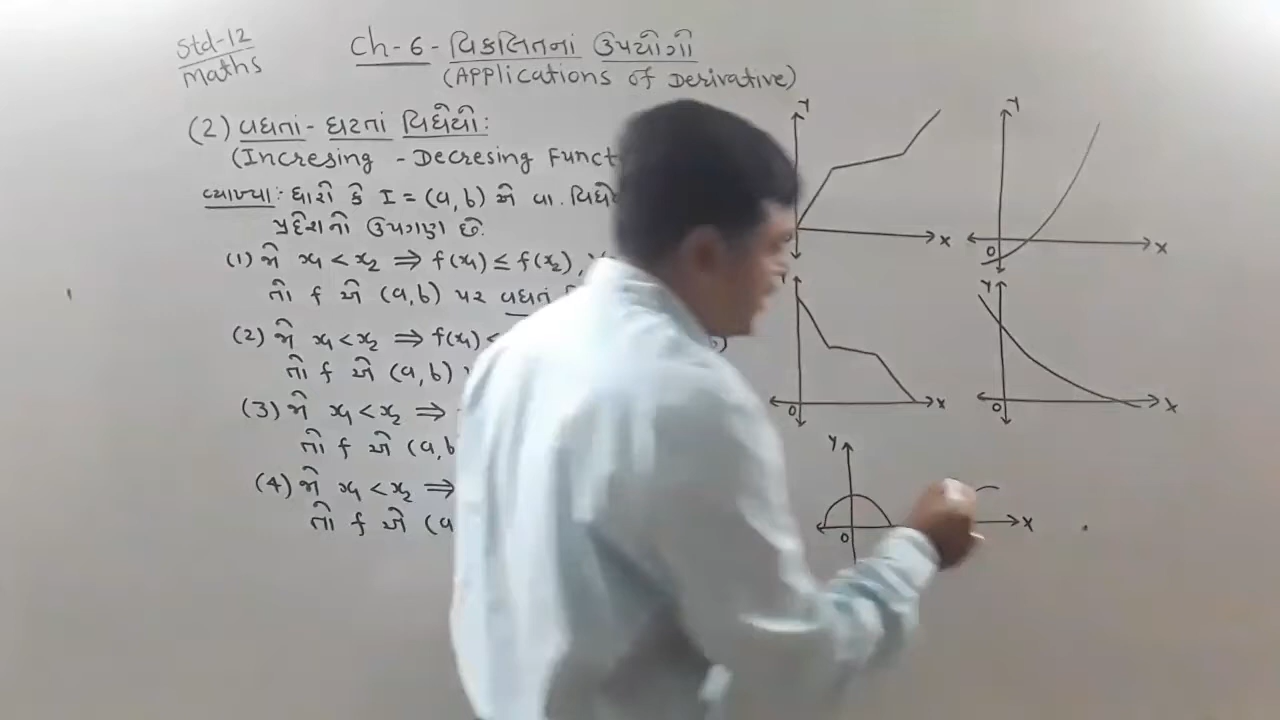 Std-12
Maths
Ch-6-વિકલિતનાં ઉપયોગો
(Applications of Derivative)
(2) વધતાં-ઘટતાં વિધેયો:
(Incresing - Decresing Funct
વ્યાખ્યા: ધારો કે I = (a, b) એ વા. વિધે
પ્રદેશનો ઉપગણ છે.
(1) જો x₁ < x₂ ⇒ f(x₁) ≤ f(x₂),
તો f એ (a, b) પર વધતું
(2) જો x₁ < x₂ ⇒ f(x₁) <
તો f એ (a, b)
(3) જો x₁ < x₂ ⇒
તો f એ (a, b
(4) જો x₁ < x₂ ⇒
તો f એ (a
Y
X
Y
O
X
O
X
Y
O
X
Y
O
X